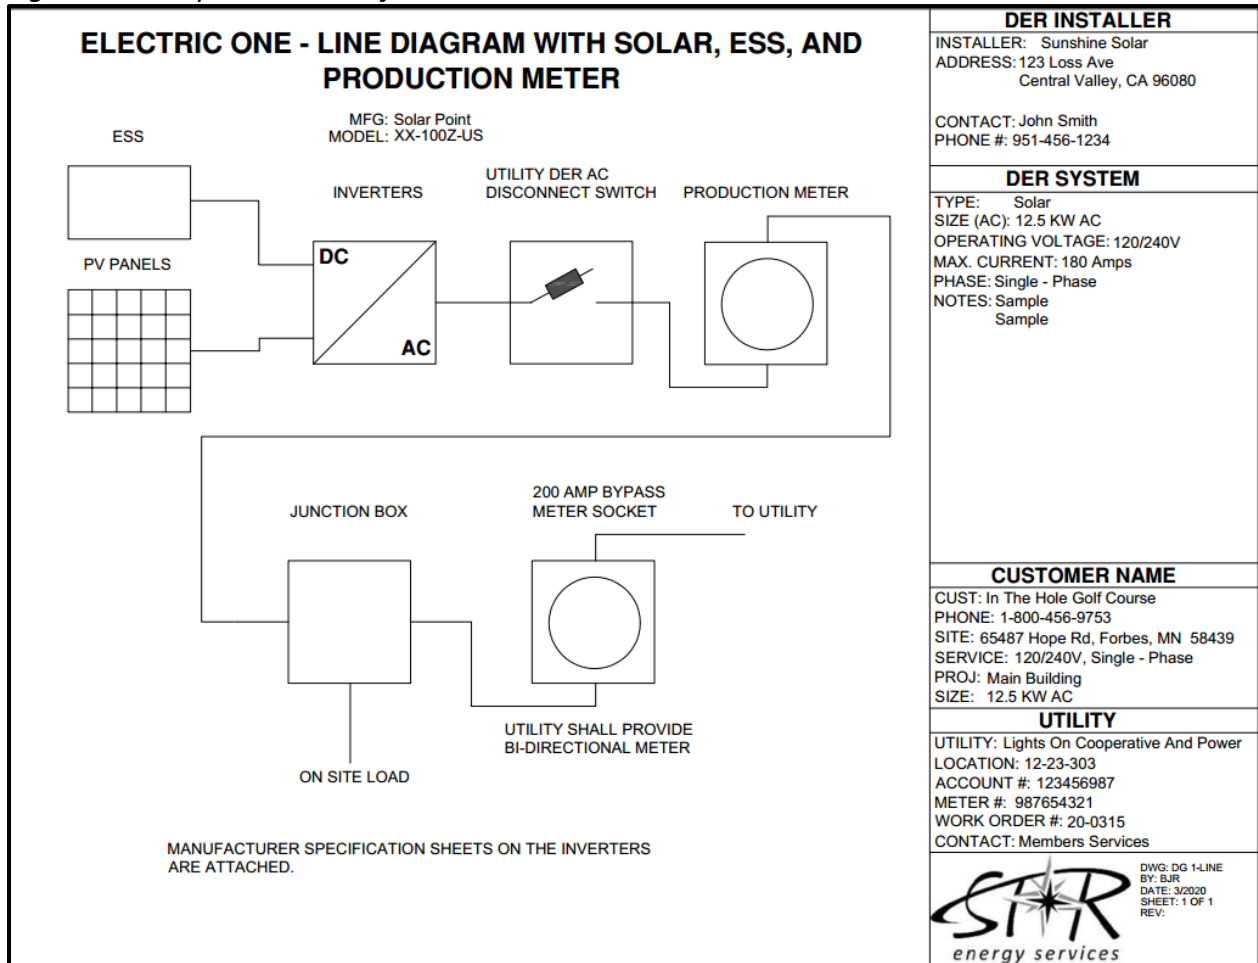 ELECTRIC ONE - LINE DIAGRAM WITH SOLAR, ESS, AND
PRODUCTION METER
MFG: Solar Point
MODEL: XX-100Z-US
ESS
INVERTERS
UTILITY DER AC
DISCONNECT SWITCH
PRODUCTION METER
PV PANELS
DC
AC
JUNCTION BOX
200 AMP BYPASS
METER SOCKET
TO UTILITY
UTILITY SHALL PROVIDE
BI-DIRECTIONAL METER
ON SITE LOAD
MANUFACTURER SPECIFICATION SHEETS ON THE INVERTERS
ARE ATTACHED.
DER INSTALLER
INSTALLER: Sunshine Solar
ADDRESS: 123 Loss Ave
Central Valley, CA 96080
CONTACT: John Smith
PHONE #: 951-456-1234
DER SYSTEM
TYPE: Solar
SIZE (AC): 12.5 KW AC
OPERATING VOLTAGE: 120/240V
MAX. CURRENT: 180 Amps
PHASE: Single - Phase
NOTES: Sample
Sample
CUSTOMER NAME
CUST: In The Hole Golf Course
PHONE: 1-800-456-9753
SITE: 65487 Hope Rd, Forbes, MN 58439
SERVICE: 120/240V, Single - Phase
PROJ: Main Building
SIZE: 12.5 KW AC
UTILITY
UTILITY: Lights On Cooperative And Power
LOCATION: 12-23-303
ACCOUNT #: 123456987
METER #: 987654321
WORK ORDER #: 20-0315
CONTACT: Members Services
STAR
energy services
DWG: DG 1-LINE
BY: BJR
DATE: 3/2020
SHEET: 1 OF 1
REV: